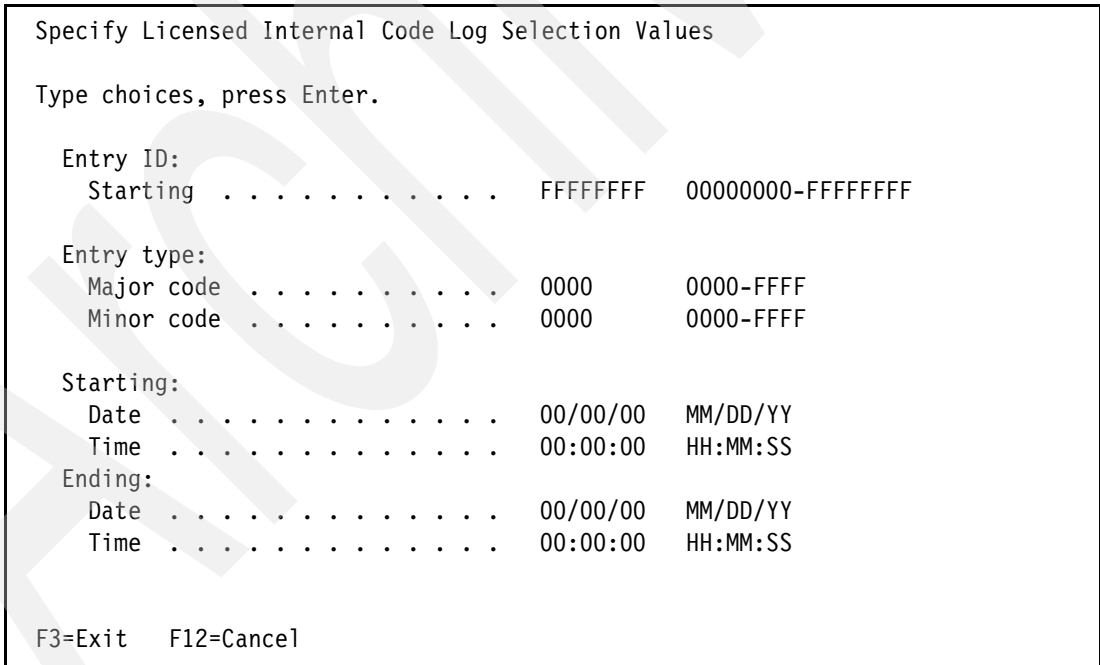 Specify Licensed Internal Code Log Selection Values
Type choices, press Enter.
Entry ID:
Starting . . . . . . . . . . . FFFFFFFF 00000000-FFFFFFFF
Entry type:
Major code . . . . . . . . . . 0000 0000-FFFF
Minor code . . . . . . . . . . 0000 0000-FFFF
Starting:
Date . . . . . . . . . . . . . 00/00/00 MM/DD/YY
Time . . . . . . . . . . . . . 00:00:00 HH:MM:SS
Ending:
Date . . . . . . . . . . . . . 00/00/00 MM/DD/YY
Time . . . . . . . . . . . . . 00:00:00 HH:MM:SS
F3=Exit F12=Cancel